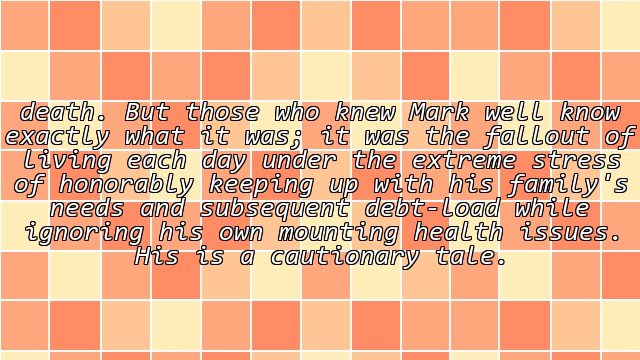 death. But those who knew Mark well know
exactly what it was; it was the fallout of
living each day under the extreme stress
of honorably keeping up with his family's
needs and subsequent debt-load while
ignoring his own mounting health issues.
His is a cautionary tale.